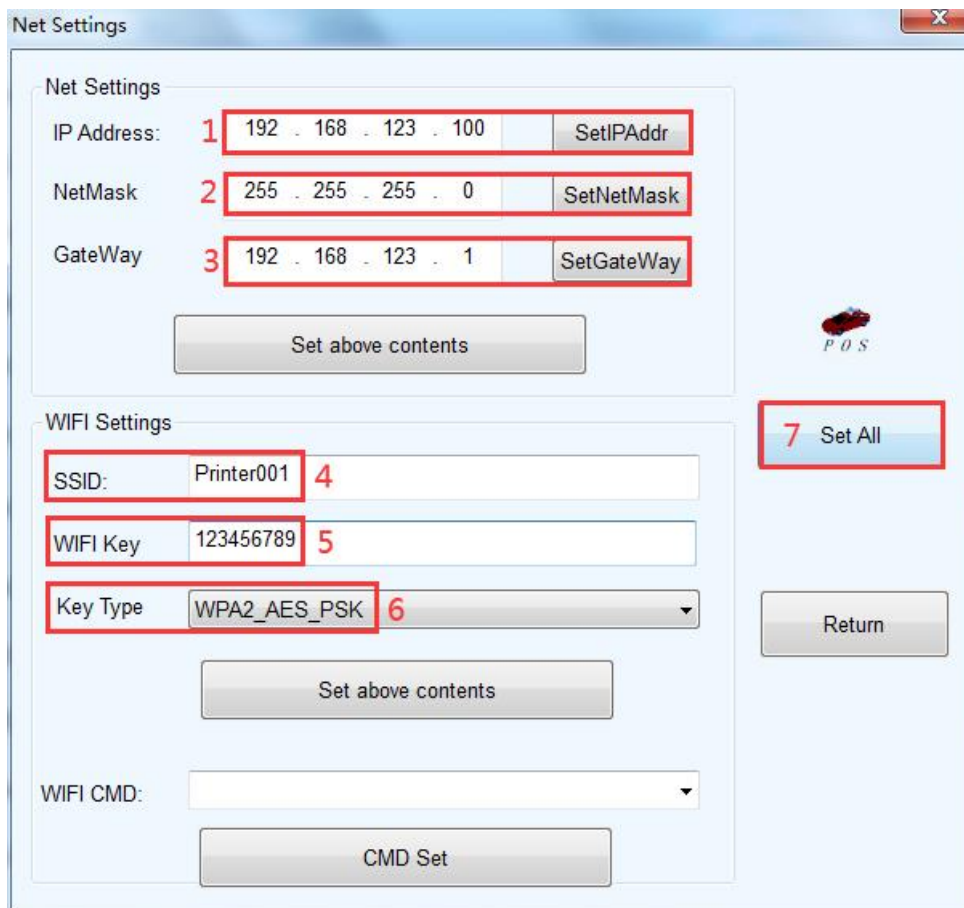 Net Settings
Net Settings
IP Address: 1 192 . 168 . 123 . 100 SetIPAddr
NetMask 2 255 . 255 . 255 . 0 SetNetMask
GateWay 3 192 . 168 . 123 . 1 SetGateWay
Set above contents
POS
WIFI Settings
7 Set All
SSID: Printer001 4
WIFI Key 123456789 5
Key Type WPA2_AES_PSK 6
Return
Set above contents
WIFI CMD:
CMD Set